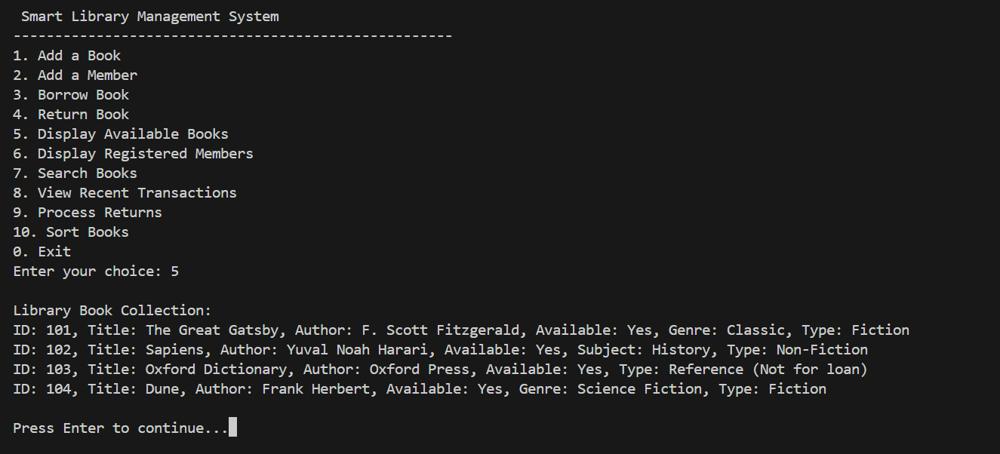 Smart Library Management System
-----------------------------------------------------
1. Add a Book
2. Add a Member
3. Borrow Book
4. Return Book
5. Display Available Books
6. Display Registered Members
7. Search Books
8. View Recent Transactions
9. Process Returns
10. Sort Books
0. Exit
Enter your choice: 5
Library Book Collection:
ID: 101, Title: The Great Gatsby, Author: F. Scott Fitzgerald, Available: Yes, Genre: Classic, Type: Fiction
ID: 102, Title: Sapiens, Author: Yuval Noah Harari, Available: Yes, Subject: History, Type: Non-Fiction
ID: 103, Title: Oxford Dictionary, Author: Oxford Press, Available: Yes, Type: Reference (Not for loan)
ID: 104, Title: Dune, Author: Frank Herbert, Available: Yes, Genre: Science Fiction, Type: Fiction
Press Enter to continue...